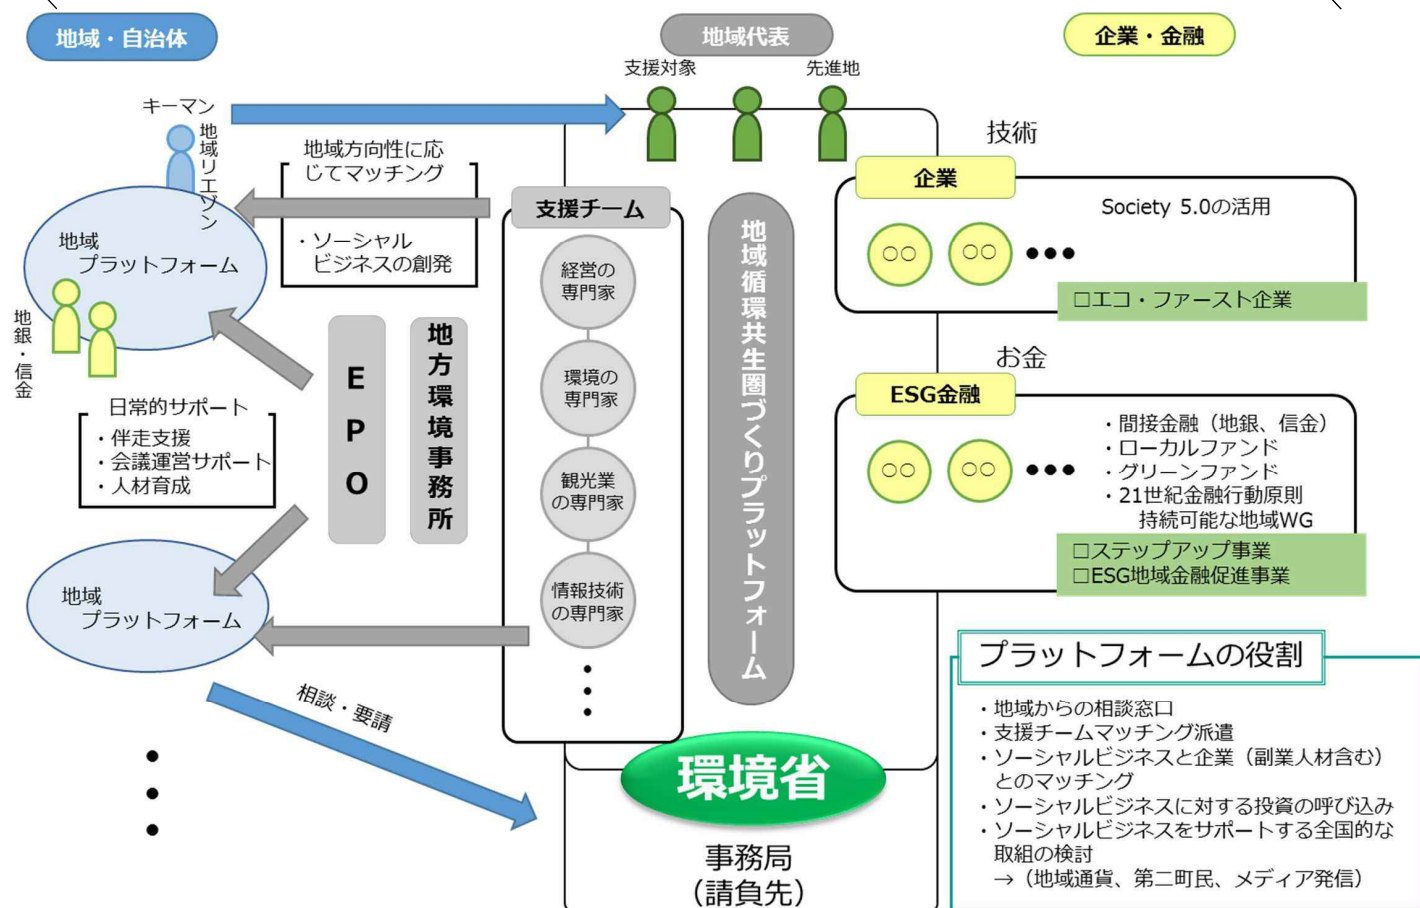 地域・自治体
地域代表
企業・金融
支援対象
先進地
キーマン
地域リエゾン
地域方向性に応
じてマッチング
・ソーシャル
ビジネスの創発
地域
プラットフォーム
地銀・信金
日常的サポート
・伴走支援
・会議運営サポート
・人材育成
EPO
地方環境事務所
支援チーム
経営の
専門家
環境の
専門家
観光業
の専門家
情報技術
の専門家
地域循環共生圏づくりプラットフォーム
技術
企業
Society 5.0の活用
○○
○○
□エコ・ファースト企業
お金
ESG金融
・間接金融（地銀、信金）
・ローカルファンド
・グリーンファンド
・21世紀金融行動原則
持続可能な地域WG
○○
○○
□ステップアップ事業
□ESG地域金融促進事業
地域
プラットフォーム
相談・要請
環境省
事務局
（請負先）
プラットフォームの役割
・地域からの相談窓口
・支援チームマッチング派遣
・ソーシャルビジネスと企業（副業人材含む）
とのマッチング
・ソーシャルビジネスに対する投資の呼び込み
・ソーシャルビジネスをサポートする全国的な
取組の検討
→（地域通貨、第二町民、メディア発信）